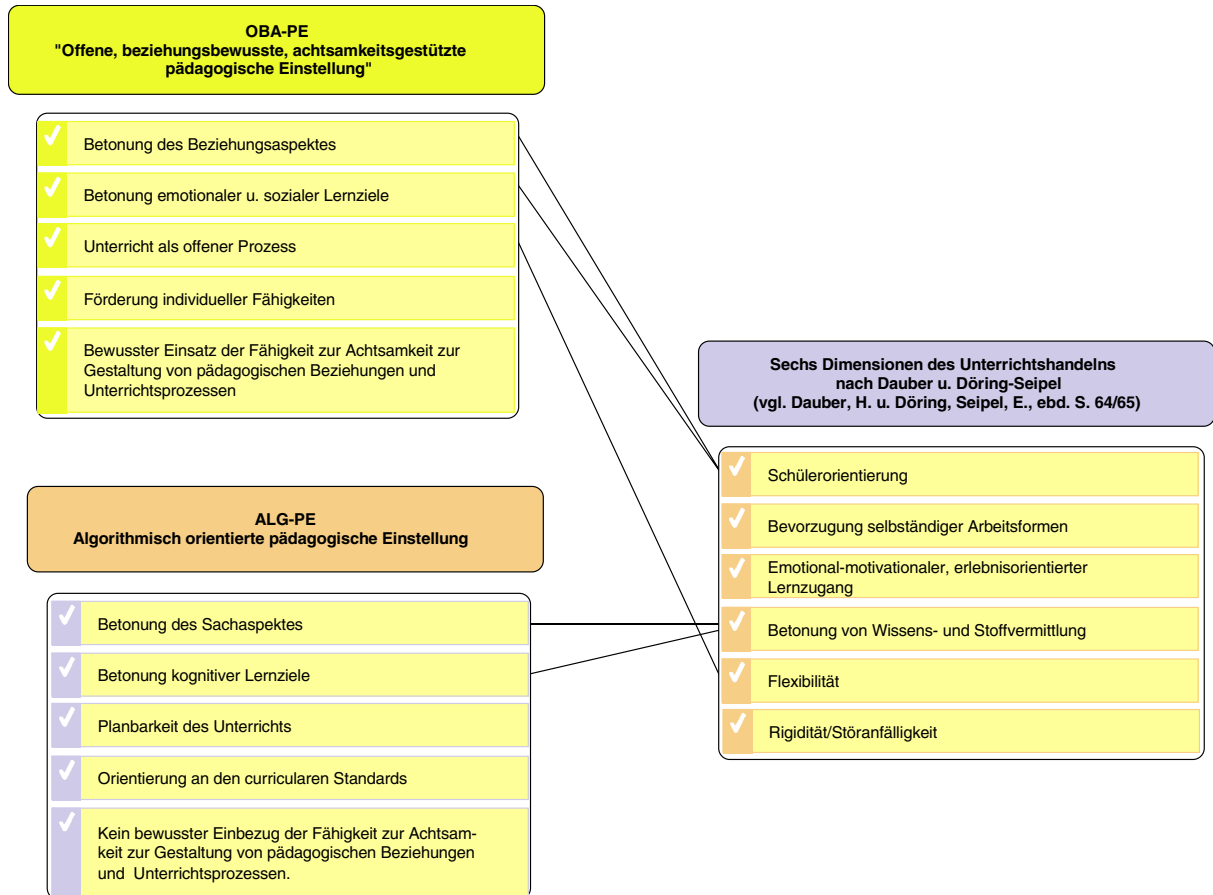 OBA-PE
"Offene, beziehungsbewusste, achtsamkeitsgestützte
pädagogische Einstellung"
Betonung des Beziehungsaspektes
Betonung emotionaler u. sozialer Lernziele
Unterricht als offener Prozess
Förderung individueller Fähigkeiten
Bewusster Einsatz der Fähigkeit zur Achtsamkeit zur
Gestaltung von pädagogischen Beziehungen und
Unterrichtsprozessen
ALG-PE
Algorithmisch orientierte pädagogische Einstellung
Betonung des Sachaspektes
Betonung kognitiver Lernziele
Planbarkeit des Unterrichts
Orientierung an den curricularen Standards
Kein bewusster Einbezug der Fähigkeit zur Achtsam-
keit zur Gestaltung von pädagogischen Beziehungen
und Unterrichtsprozessen.
Sechs Dimensionen des Unterrichtshandelns
nach Dauber u. Döring-Seipel
(vgl. Dauber, H. u. Döring, Seipel, E., ebd. S. 64/65)
Schülerorientierung
Bevorzugung selbständiger Arbeitsformen
Emotional-motivationaler, erlebnisorientierter
Lernzugang
Betonung von Wissens- und Stoffvermittlung
Flexibilität
Rigidität/Störanfälligkeit